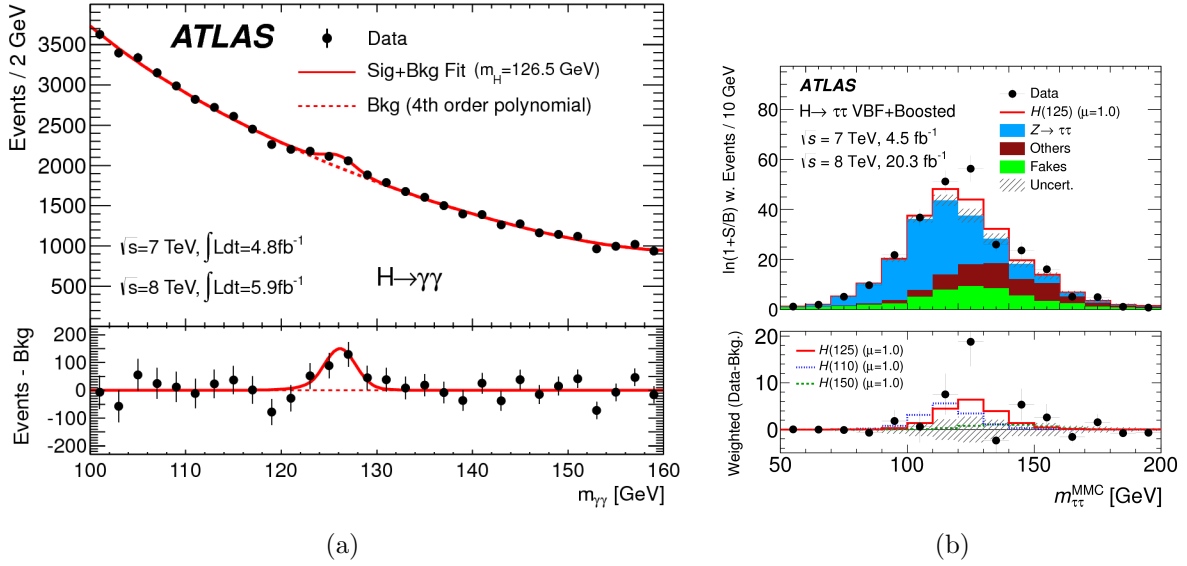 Events / 2 GeV
3500
3000
2500
2000
1500
1000
500
ATLAS
Data
Sig+Bkg Fit (m_H=126.5 GeV)
Bkg (4th order polynomial)
√s=7 TeV, ∫Ldt=4.8fb⁻¹
√s=8 TeV, ∫Ldt=5.9fb⁻¹
H→γγ
Events - Bkg
200
100
0
-100
-200
100 110 120 130 140 150 160
m_γγ [GeV]
(a)
ln(1+S/B) w. Events / 10 GeV
80
60
40
20
0
ATLAS
H→ ττ VBF+Boosted
√s = 7 TeV, 4.5 fb⁻¹
√s = 8 TeV, 20.3 fb⁻¹
Data
H(125) (μ=1.0)
Z→ ττ
Others
Fakes
Uncert.
Weighted (Data-Bkg.)
20
10
0
H(125) (μ=1.0)
H(110) (μ=1.0)
H(150) (μ=1.0)
50 100 150 200
m_ττ^MMC [GeV]
(b)